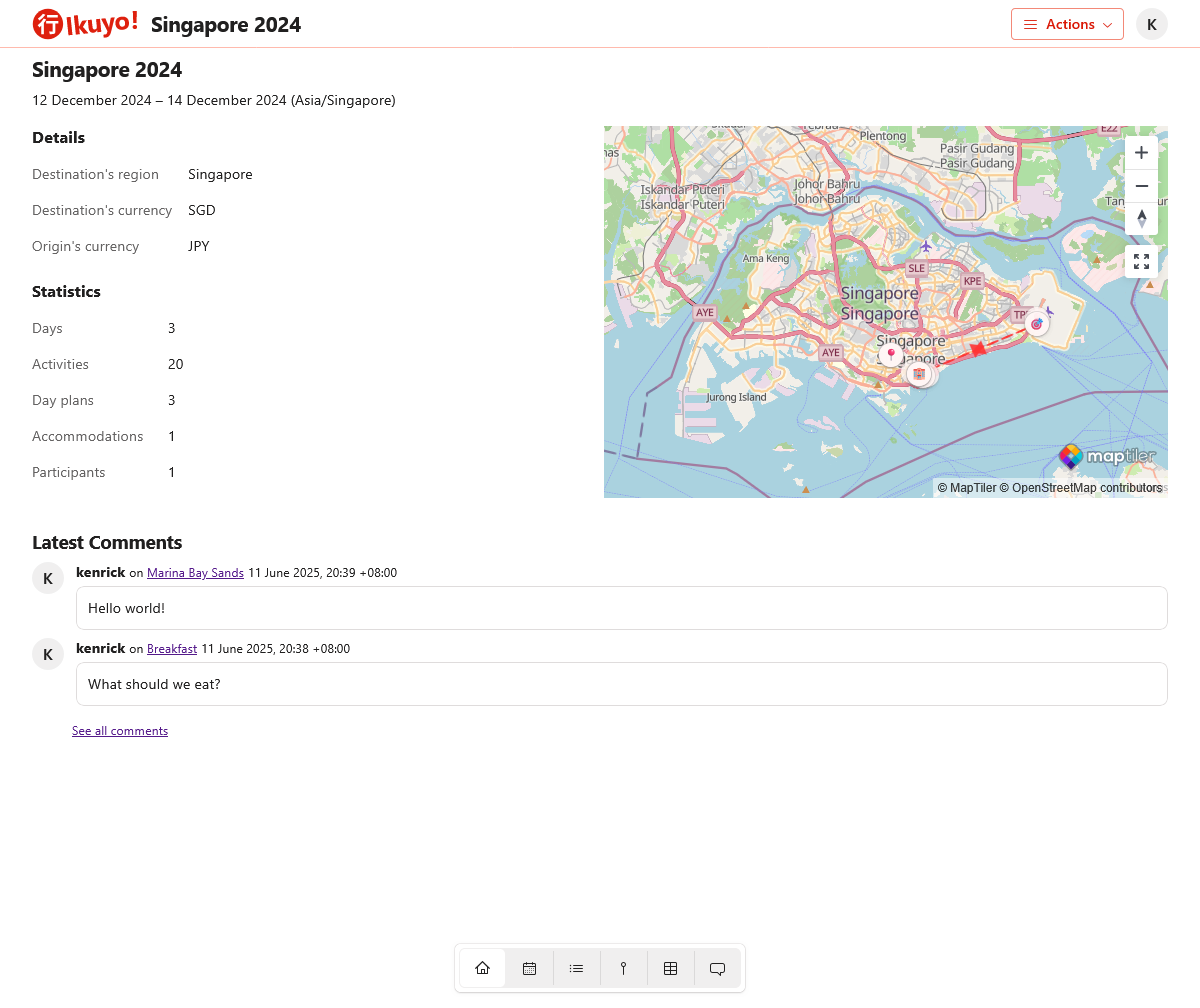 行 Ikuyo! Singapore 2024 Actions K
Singapore 2024
12 December 2024 – 14 December 2024 (Asia/Singapore)
Details
Destination's region Singapore
Destination's currency SGD
Origin's currency JPY
Statistics
Days 3
Activities 20
Day plans 3
Accommodations 1
Participants 1
E22
Plentong
Pasir Gudang
Pasir Gudang
Johor Bahru
Johor Bahru
Iskandar Puteri
Iskandar Puteri
Ama Keng
SLE
KPE
Singapore
Singapore
AYE
Singapore
AYE
Jurong Island
maptiler
© MapTiler © OpenStreetMap contributors
Latest Comments
K kenrick on Marina Bay Sands 11 June 2025, 20:39 +08:00
Hello world!
K kenrick on Breakfast 11 June 2025, 20:38 +08:00
What should we eat?
See all comments